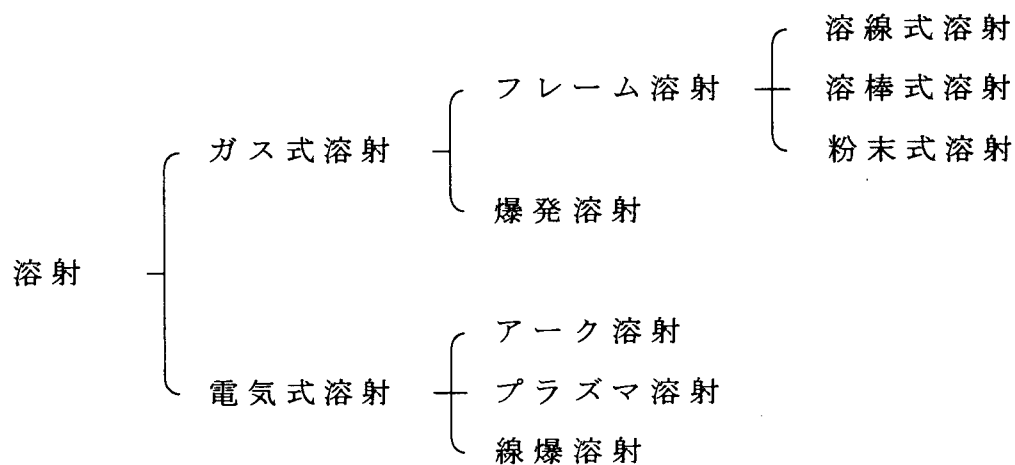 溶線式溶射
フレーム溶射
溶棒式溶射
ガス式溶射
粉末式溶射
爆発溶射
溶射
アーク溶射
電気式溶射
プラズマ溶射
線爆溶射